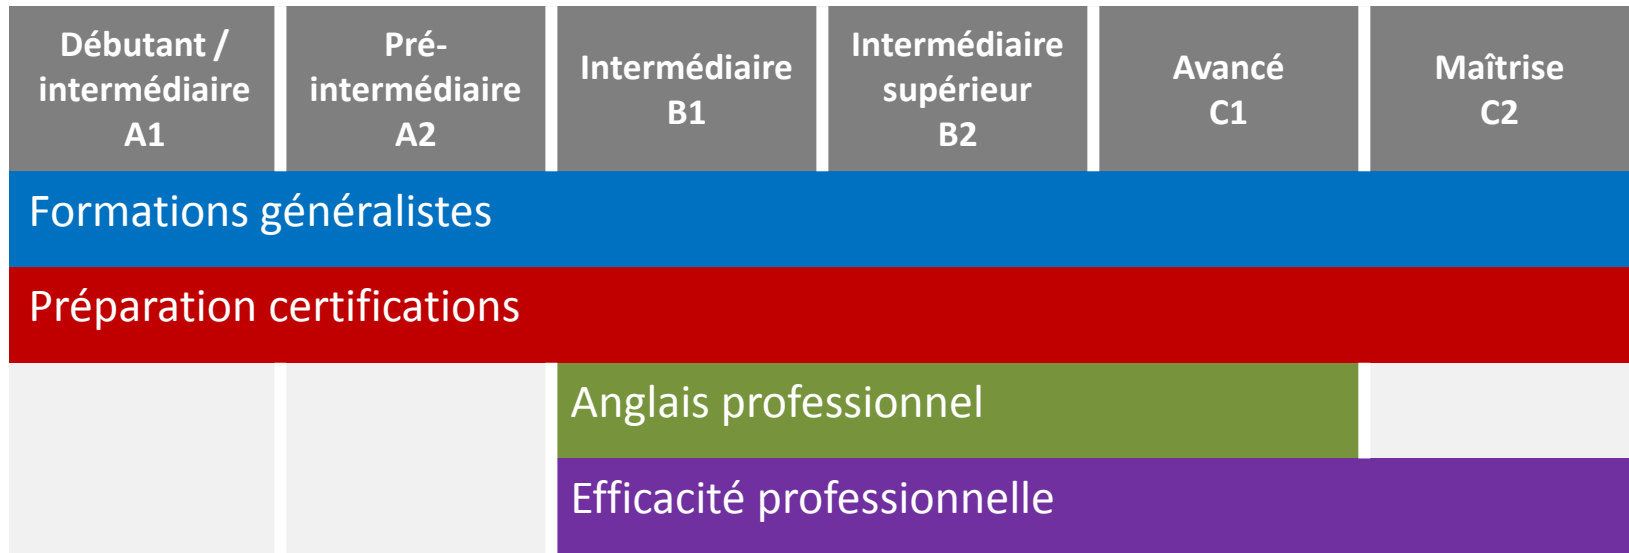 Débutant /
intermédiaire
A1
Pré-
intermédiaire
A2
Intermédiaire
B1
Intermédiaire
supérieur
B2
Avancé
C1
Maîtrise
C2
Formations généralistes
Préparation certifications
Anglais professionnel
Efficacité professionnelle